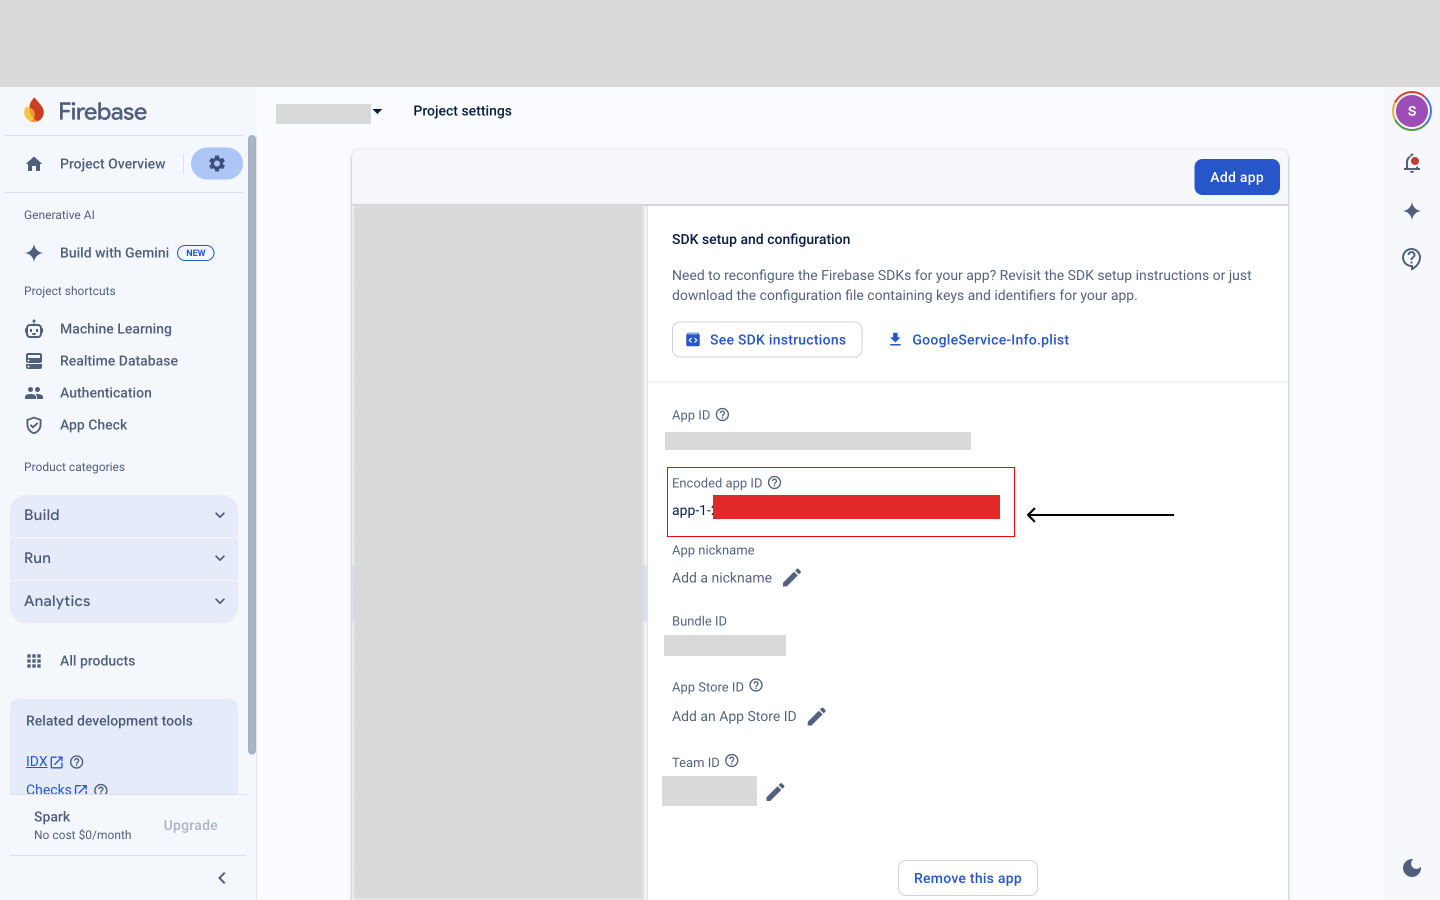 Firebase
Project settings
S
Project Overview
Add app
Generative AI
Build with Gemini NEW
Project shortcuts
Machine Learning
Realtime Database
Authentication
App Check
Product categories
Build
Run
Analytics
All products
Related development tools
IDX
Checks
Spark
No cost $0/month
Upgrade
SDK setup and configuration
Need to reconfigure the Firebase SDKs for your app? Revisit the SDK setup instructions or just
download the configuration file containing keys and identifiers for your app.
See SDK instructions
GoogleService-Info.plist
App ID
Encoded app ID
app-1-
App nickname
Add a nickname
Bundle ID
App Store ID
Add an App Store ID
Team ID
Remove this app